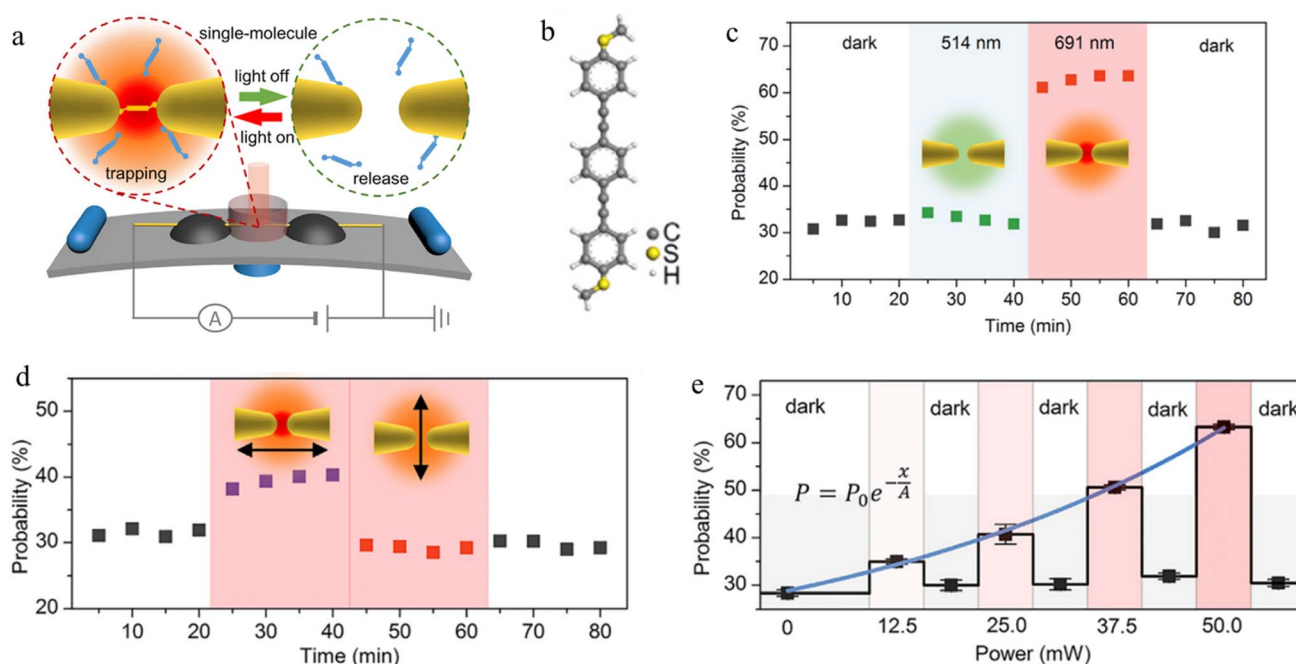 a
single-molecule
light off
light on
trapping
release
A
b
C
S
H
c
dark
514 nm
691 nm
dark
Probability (%)
70
60
50
40
30
20
10 20 30 40 50 60 70 80
Time (min)
d
Probability (%)
50
40
30
20
10 20 30 40 50 60 70 80
Time (min)
e
Probability (%)
70
60
50
40
30
dark dark dark dark dark
P = P₀e^{-x/A}
0 12.5 25.0 37.5 50.0
Power (mW)